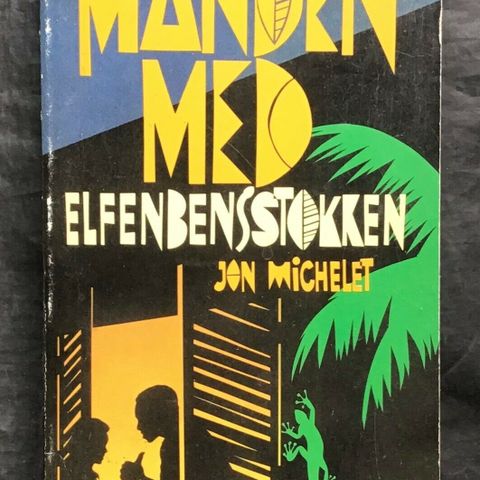 MANDEN
MED
ELFENBENSSTOKKEN
JON MICHELET